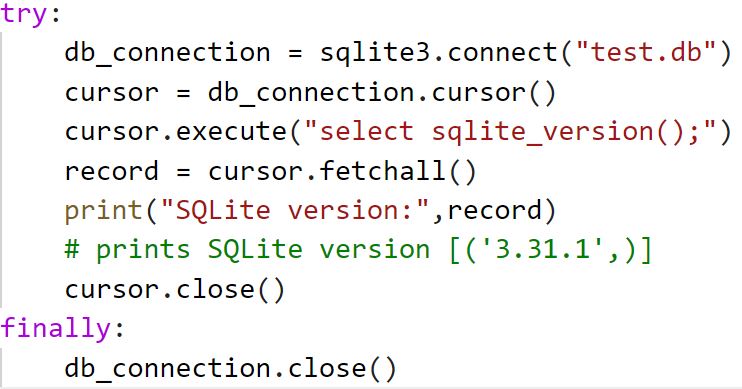 try:
    db_connection = sqlite3.connect("test.db")
    cursor = db_connection.cursor()
    cursor.execute("select sqlite_version();")
    record = cursor.fetchall()
    print("SQLite version:",record)
    # prints SQLite version [('3.31.1',)]
    cursor.close()
finally:
    db_connection.close()